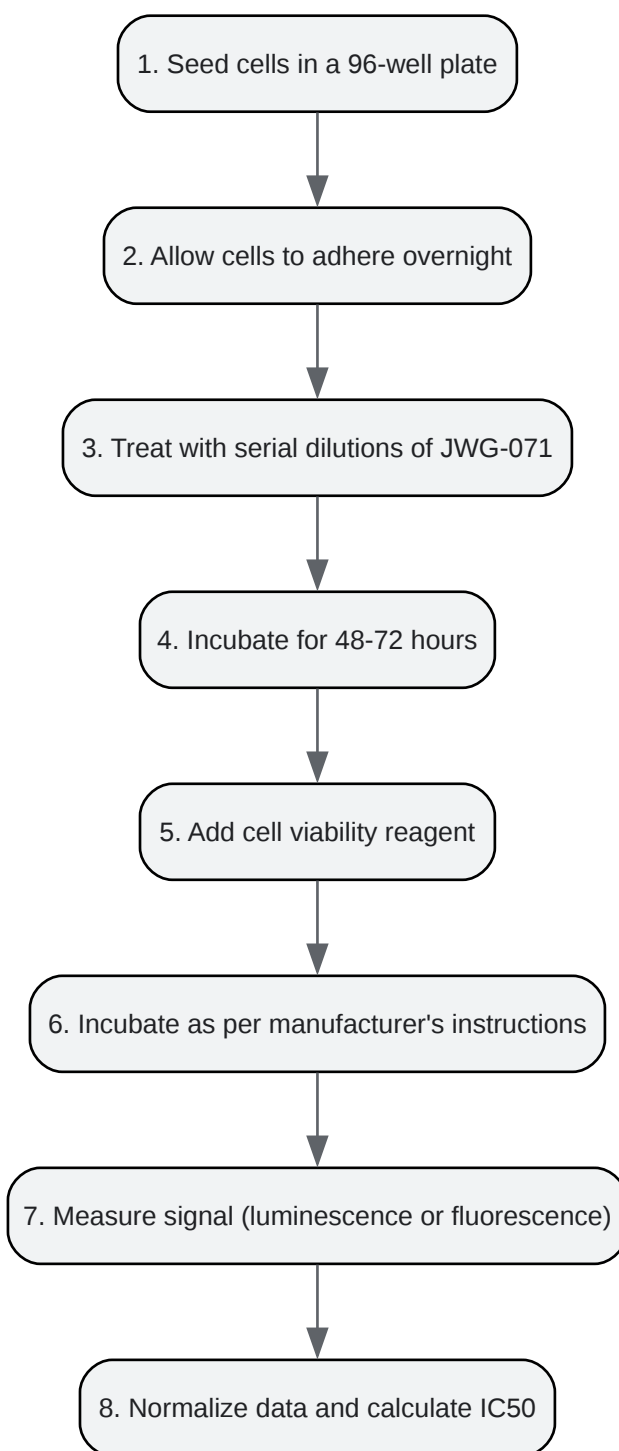 1. Seed cells in a 96-well plate
2. Allow cells to adhere overnight
3. Treat with serial dilutions of JWG-071
4. Incubate for 48-72 hours
5. Add cell viability reagent
6. Incubate as per manufacturer's instructions
7. Measure signal (luminescence or fluorescence)
8. Normalize data and calculate IC50